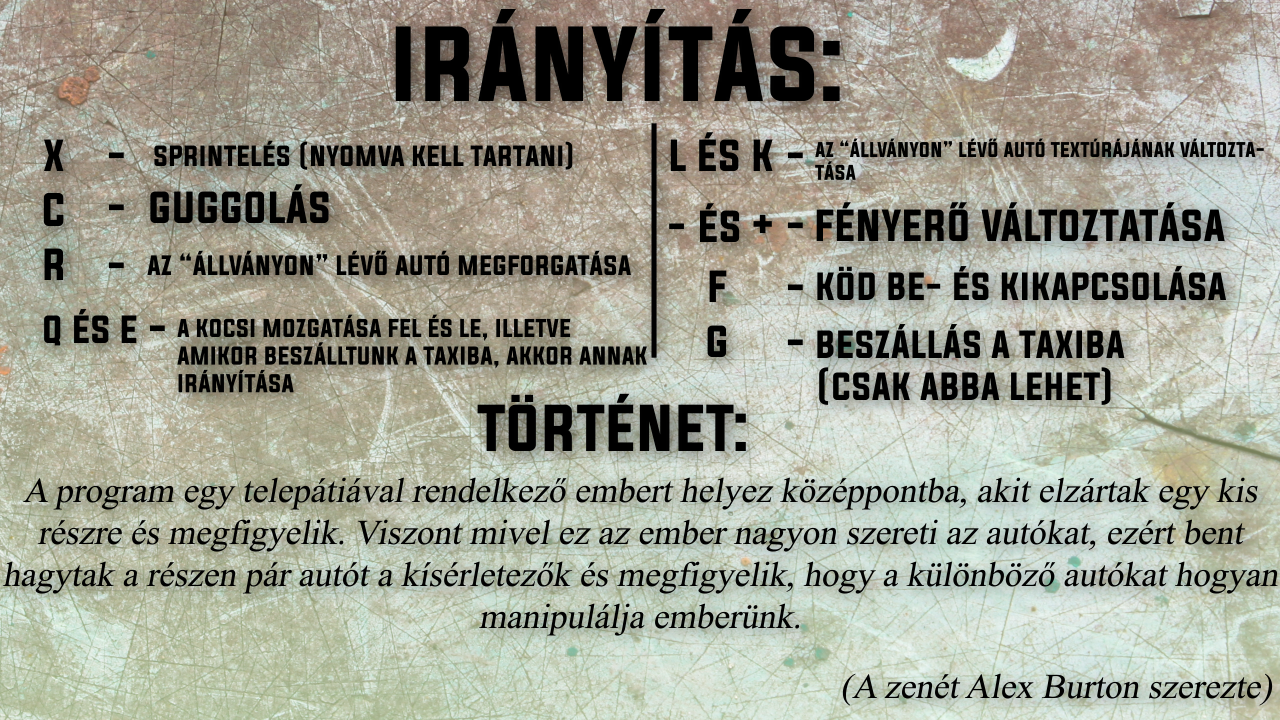 IRÁNYÍTÁS:
X - SPRINTELÉS (NYOMVA KELL TARTANI)
C - GUGGOLÁS
R - AZ “ÁLLVÁNYON” LÉVŐ AUTÓ MEGFORGATÁSA
Q ÉS E - A KOCSI MOZGATÁSA FEL ÉS LE, ILLETVE
AMIKOR BESZÁLLTUNK A TAXIBA, AKKOR ANNAK
IRÁNYÍTÁSA
L ÉS K - AZ “ÁLLVÁNYON” LÉVŐ AUTÓ TEXTÚRÁJÁNAK VÁLTOZTA-
TÁSA
- ÉS + - FÉNYERŐ VÁLTOZTATÁSA
F - KÖD BE- ÉS KIKAPCSOLÁSA
G - BESZÁLLÁS A TAXIBA
(CSAK ABBA LEHET)
TÖRTÉNET:
A program egy telepátiával rendelkező embert helyez középpontba, akit elzártak egy kis
részre és megfigyelik. Viszont mivel ez az ember nagyon szereti az autókat, ezért bent
hagytak a részen pár autót a kísérletezők és megfigyelik, hogy a különböző autókat hogyan
manipulálja emberünk.
(A zenét Alex Burton szerezte)